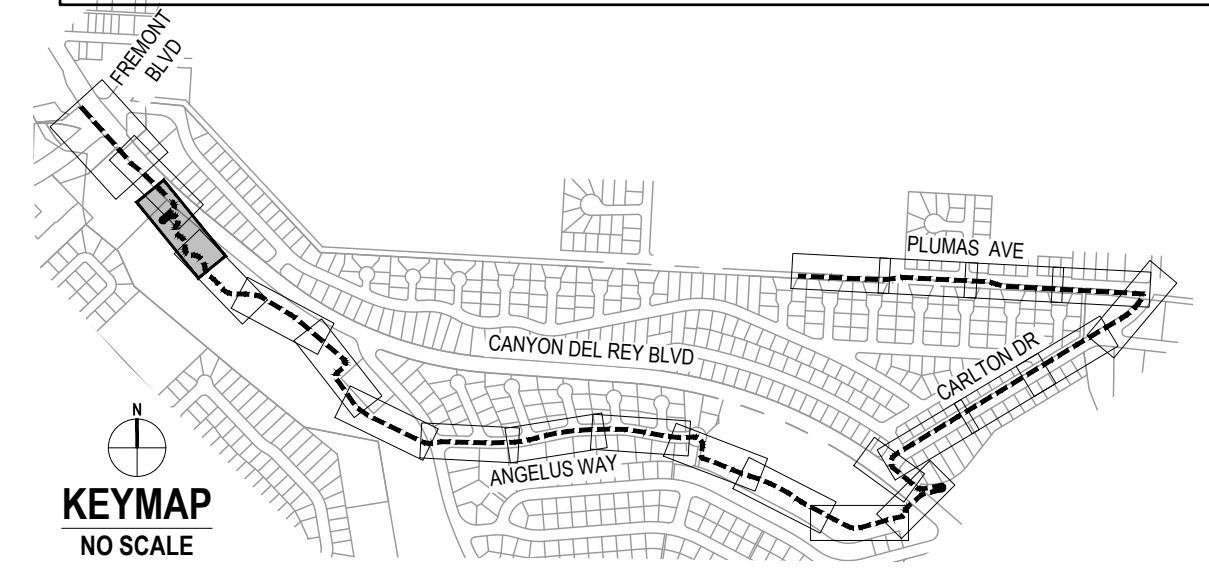 FREMONT
BLVD
PLUMAS AVE
CANYON DEL REY BLVD
CARLTON DR
ANGELUS WAY
N
KEYMAP
NO SCALE